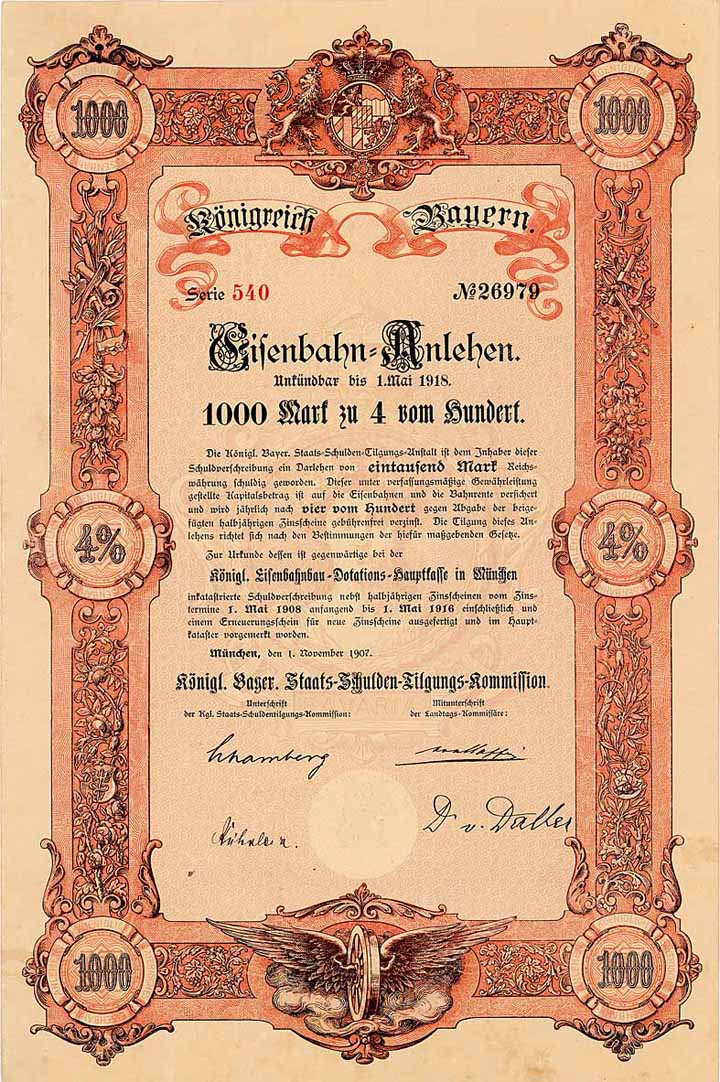 1000
1000
Königreich Bayern.
Serie 540 № 26979
Eisenbahn-Anlehen.
Unkündbar bis 1. Mai 1918.
1000 Mark zu 4 vom Hundert.
Die Königl. Bayer. Staats-Schulden-Tilgungs-Anstalt ist dem Inhaber dieser
Schuldverschreibung ein Darlehen von eintausend Mark Reichs-
währung schuldig geworden. Dieser unter verfassungsmäßige Gewährleistung
gestellte Kapitalsbetrag ist auf die Eisenbahnen und die Bahnrente versichert
und wird jährlich nach vier vom Hundert gegen Abgabe der beige-
fügten halbjährigen Zinsscheine gebührenfrei verzinst. Die Tilgung dieses An-
lehens richtet sich nach den Bestimmungen der hiefür maßgebenden Gesetze.
Zur Urkunde dessen ist gegenwärtige bei der
Königl. Eisenbahnbau-Dotations-Hauptkasse in München
inkatastrierte Schuldverschreibung nebst halbjährigen Zinsscheinen vom Zins-
termine 1. Mai 1908 anfangend bis 1. Mai 1916 einschließlich und
einem Erneuerungsschein für neue Zinsscheine ausgefertigt und im Haupt-
kataster vorgemerkt worden.
München, den 1. November 1907.
Königl. Bayer. Staats-Schulden-Tilgungs-Kommission.
Unterschrift
der Kgl. Staats-Schuldentilgungs-Kommission:
Mitunterschrift
der Landtags-Kommissäre:
Dr v. Daller
4%
4%
1000
1000